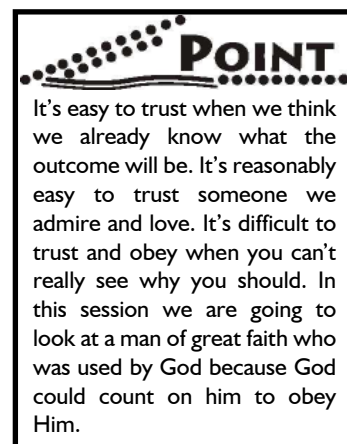 POINT
It’s easy to trust when we think
we already know what the
outcome will be. It’s reasonably
easy to trust someone we
admire and love. It’s difficult to
trust and obey when you can’t
really see why you should. In
this session we are going to
look at a man of great faith who
was used by God because God
could count on him to obey
Him.